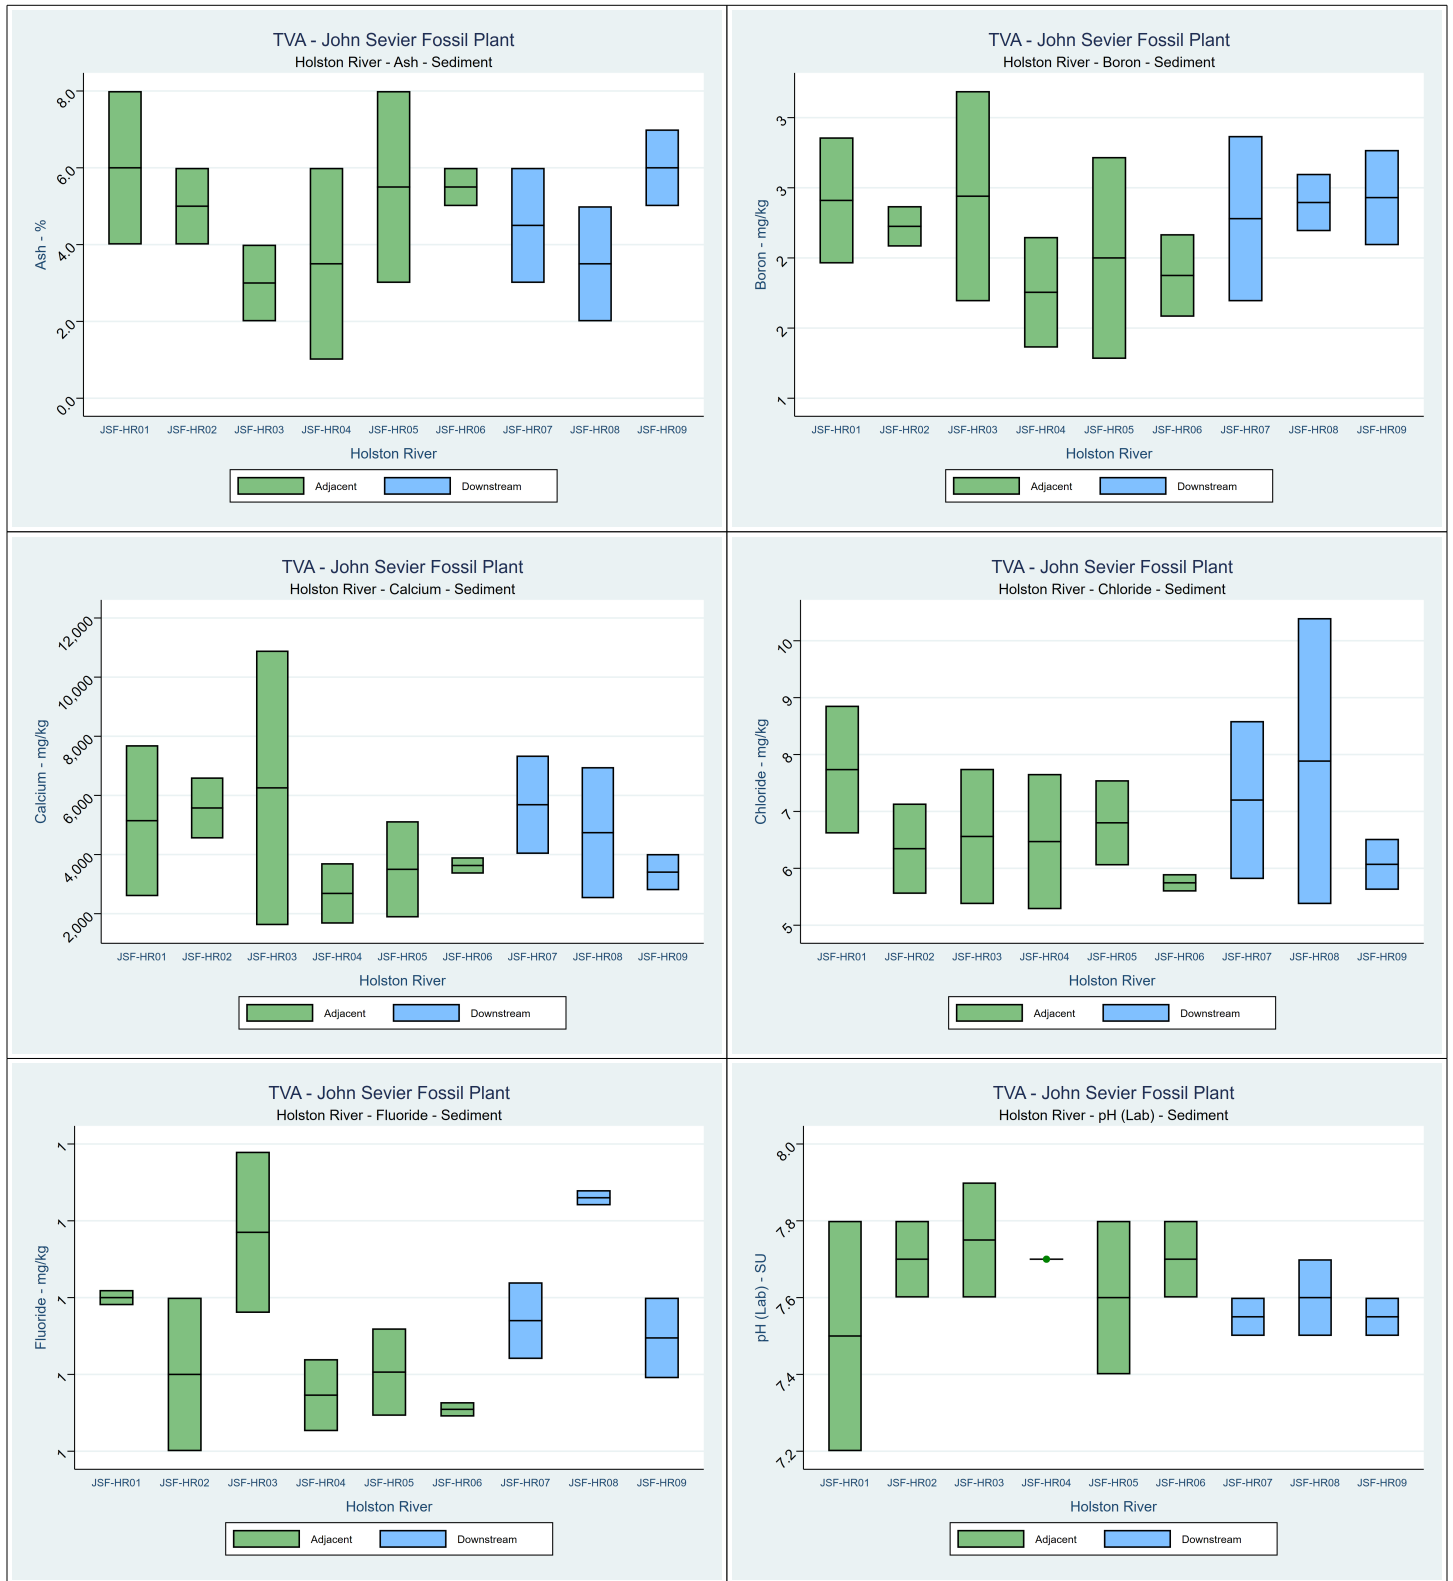 TVA - John Sevier Fossil Plant
Holston River - Ash - Sediment
Ash - %
8.0
6.0
4.0
2.0
0.0
JSF-HR01 JSF-HR02 JSF-HR03 JSF-HR04 JSF-HR05 JSF-HR06 JSF-HR07 JSF-HR08 JSF-HR09
Holston River
Adjacent Downstream
TVA - John Sevier Fossil Plant
Holston River - Boron - Sediment
Boron - mg/kg
3
3
2
2
1
JSF-HR01 JSF-HR02 JSF-HR03 JSF-HR04 JSF-HR05 JSF-HR06 JSF-HR07 JSF-HR08 JSF-HR09
Holston River
Adjacent Downstream
TVA - John Sevier Fossil Plant
Holston River - Calcium - Sediment
Calcium - mg/kg
12,000
10,000
8,000
6,000
4,000
2,000
JSF-HR01 JSF-HR02 JSF-HR03 JSF-HR04 JSF-HR05 JSF-HR06 JSF-HR07 JSF-HR08 JSF-HR09
Holston River
Adjacent Downstream
TVA - John Sevier Fossil Plant
Holston River - Chloride - Sediment
Chloride - mg/kg
10
9
8
7
6
5
JSF-HR01 JSF-HR02 JSF-HR03 JSF-HR04 JSF-HR05 JSF-HR06 JSF-HR07 JSF-HR08 JSF-HR09
Holston River
Adjacent Downstream
TVA - John Sevier Fossil Plant
Holston River - Fluoride - Sediment
Fluoride - mg/kg
1
1
1
1
1
JSF-HR01 JSF-HR02 JSF-HR03 JSF-HR04 JSF-HR05 JSF-HR06 JSF-HR07 JSF-HR08 JSF-HR09
Holston River
Adjacent Downstream
TVA - John Sevier Fossil Plant
Holston River - pH (Lab) - Sediment
pH (Lab) - SU
8.0
7.8
7.6
7.4
7.2
JSF-HR01 JSF-HR02 JSF-HR03 JSF-HR04 JSF-HR05 JSF-HR06 JSF-HR07 JSF-HR08 JSF-HR09
Holston River
Adjacent Downstream